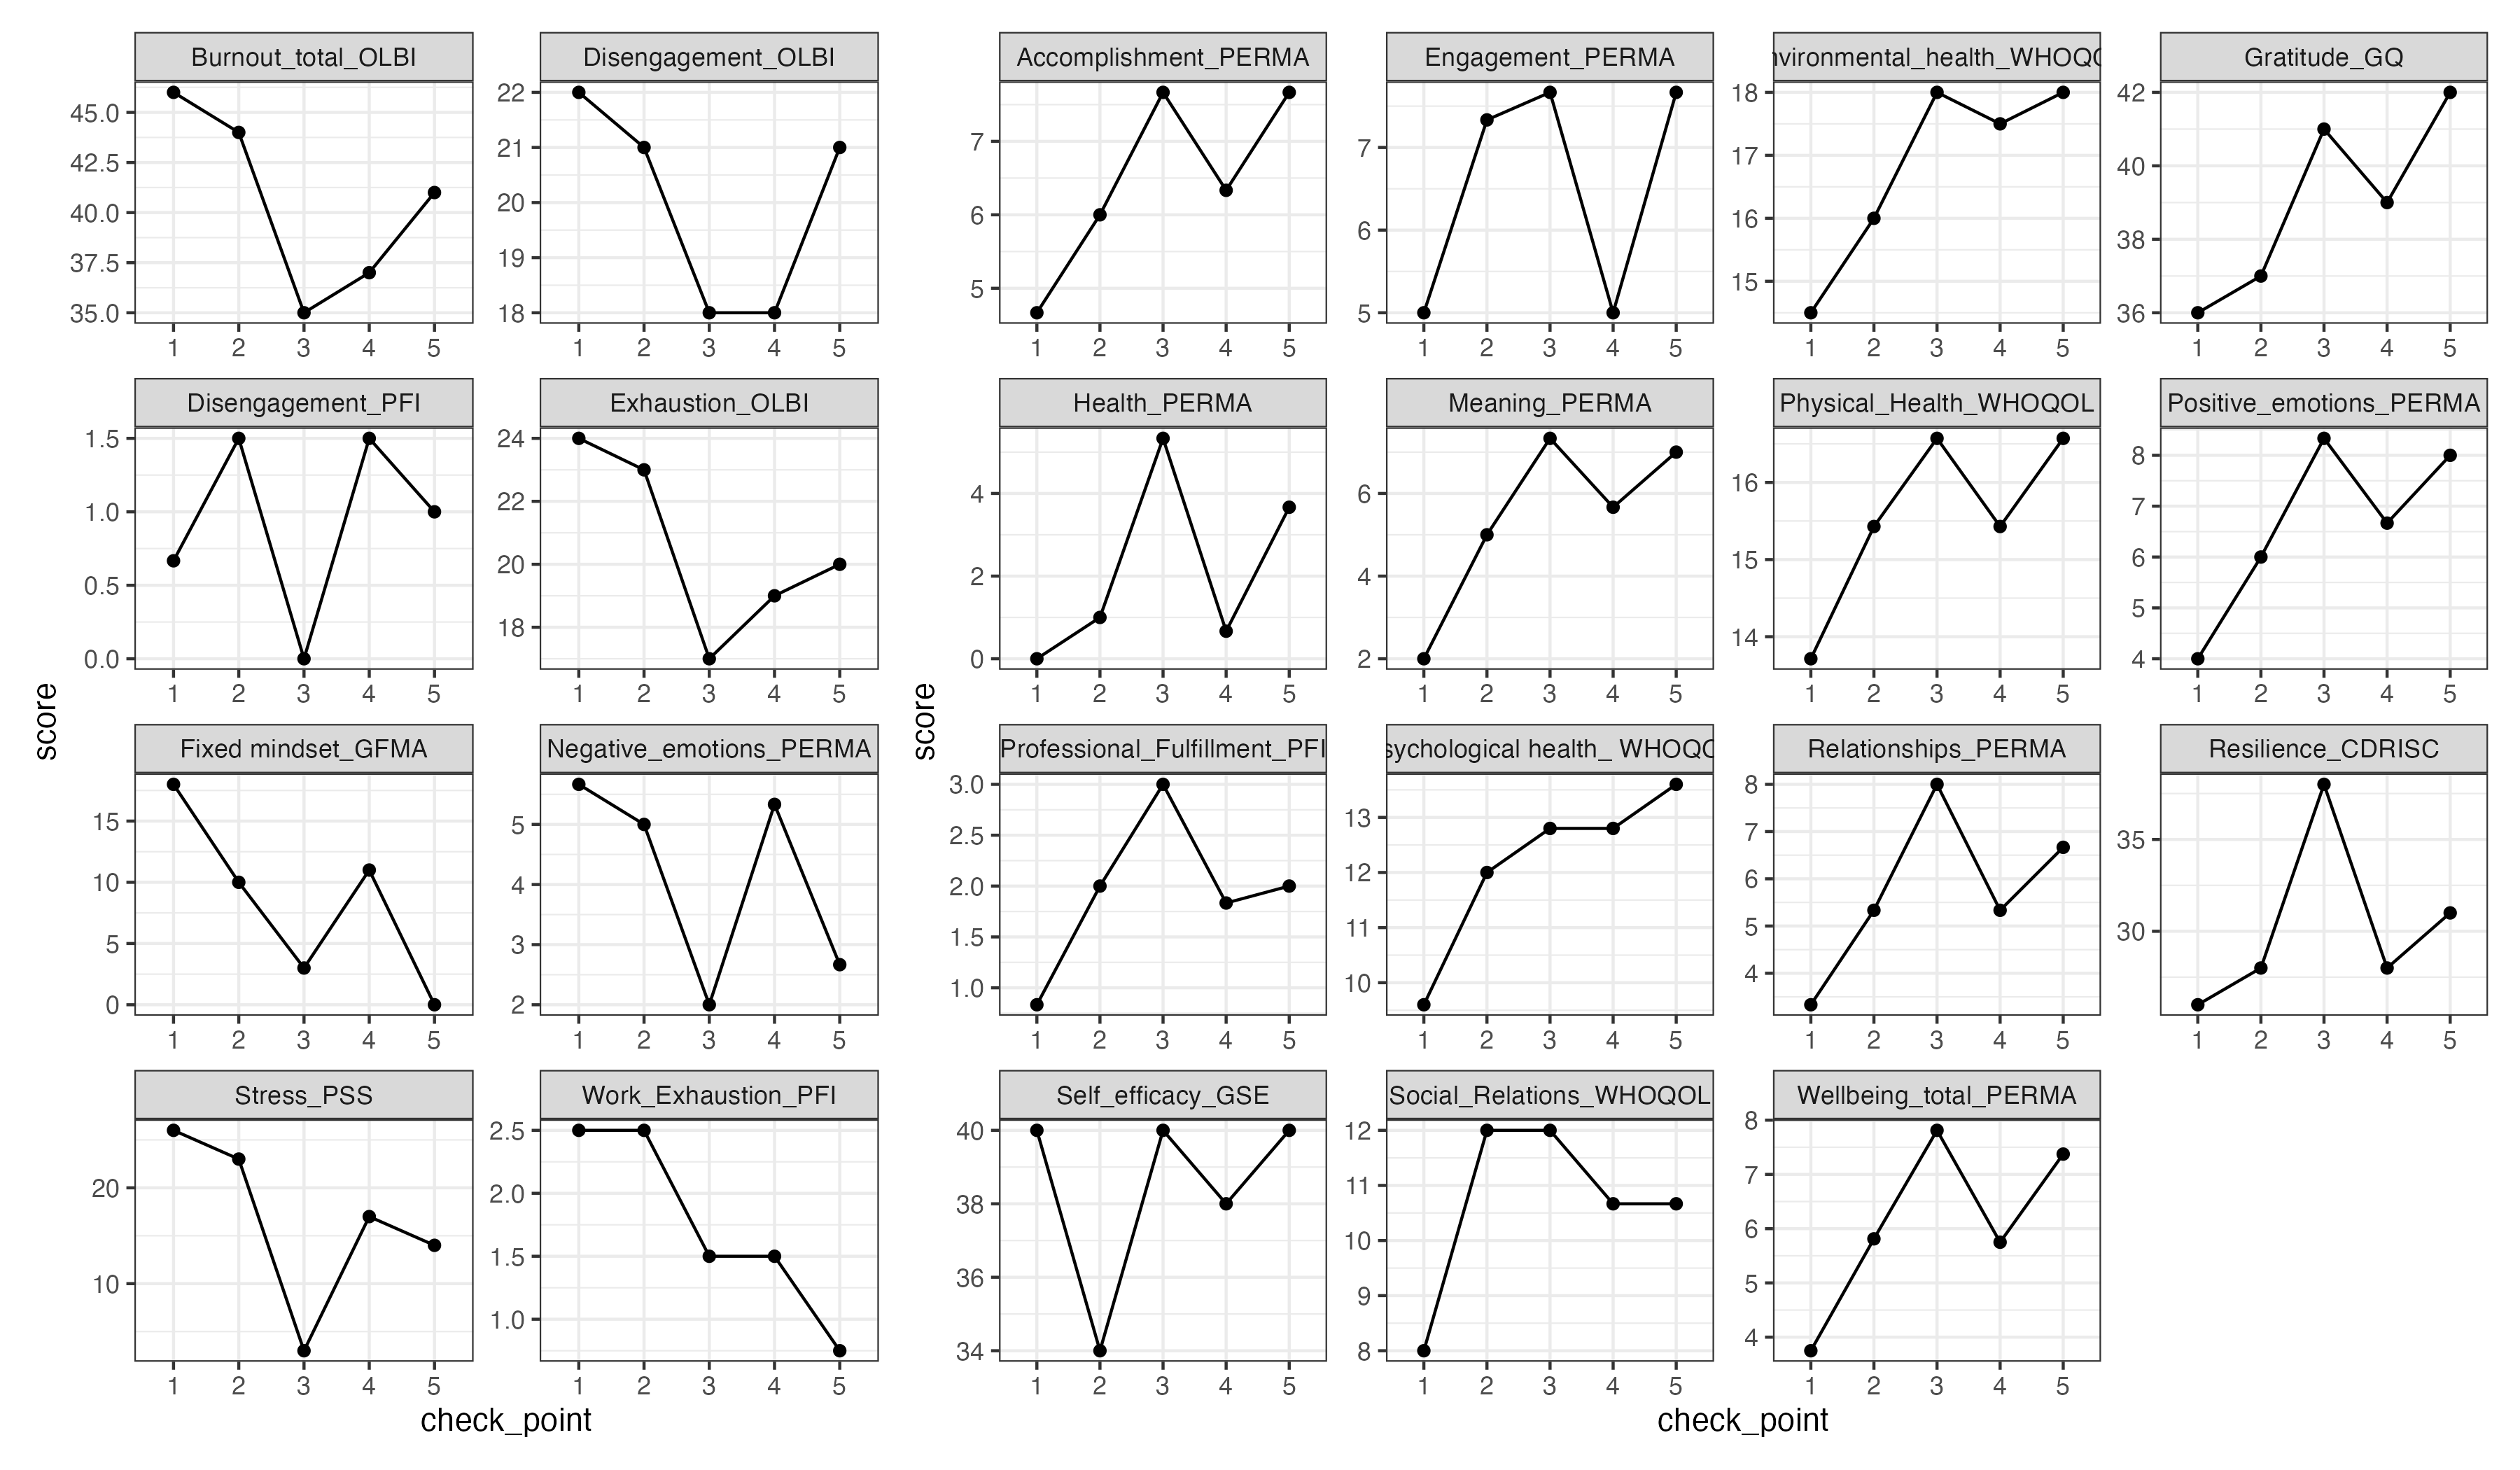 Burnout_total_OLBI
45.0
42.5
40.0
37.5
35.0
1 2 3 4 5
Disengagement_OLBI
22
21
20
19
18
1 2 3 4 5
Disengagement_PFI
1.5
1.0
0.5
0.0
1 2 3 4 5
Exhaustion_OLBI
24
22
20
18
1 2 3 4 5
Fixed mindset_GFMA
15
10
5
0
1 2 3 4 5
Negative_emotions_PERMA
5
4
3
2
1 2 3 4 5
Stress_PSS
20
10
1 2 3 4 5
Work_Exhaustion_PFI
2.5
2.0
1.5
1.0
1 2 3 4 5
score
check_point
Accomplishment_PERMA
7
6
5
1 2 3 4 5
Engagement_PERMA
7
6
5
1 2 3 4 5
nvironmental_health_WHOQO
18
17
16
15
1 2 3 4 5
Gratitude_GQ
42
40
38
36
1 2 3 4 5
Health_PERMA
4
2
0
1 2 3 4 5
Meaning_PERMA
6
4
2
1 2 3 4 5
Physical_Health_WHOQOL
16
15
14
1 2 3 4 5
Positive_emotions_PERMA
8
7
6
5
4
1 2 3 4 5
Professional_Fulfillment_PFI
3.0
2.5
2.0
1.5
1.0
1 2 3 4 5
sychological health_ WHOQO
13
12
11
10
1 2 3 4 5
Relationships_PERMA
8
7
6
5
4
1 2 3 4 5
Resilience_CDRISC
35
30
1 2 3 4 5
Self_efficacy_GSE
40
38
36
34
1 2 3 4 5
Social_Relations_WHOQOL
12
11
10
9
8
1 2 3 4 5
Wellbeing_total_PERMA
8
7
6
5
4
1 2 3 4 5
score
check_point